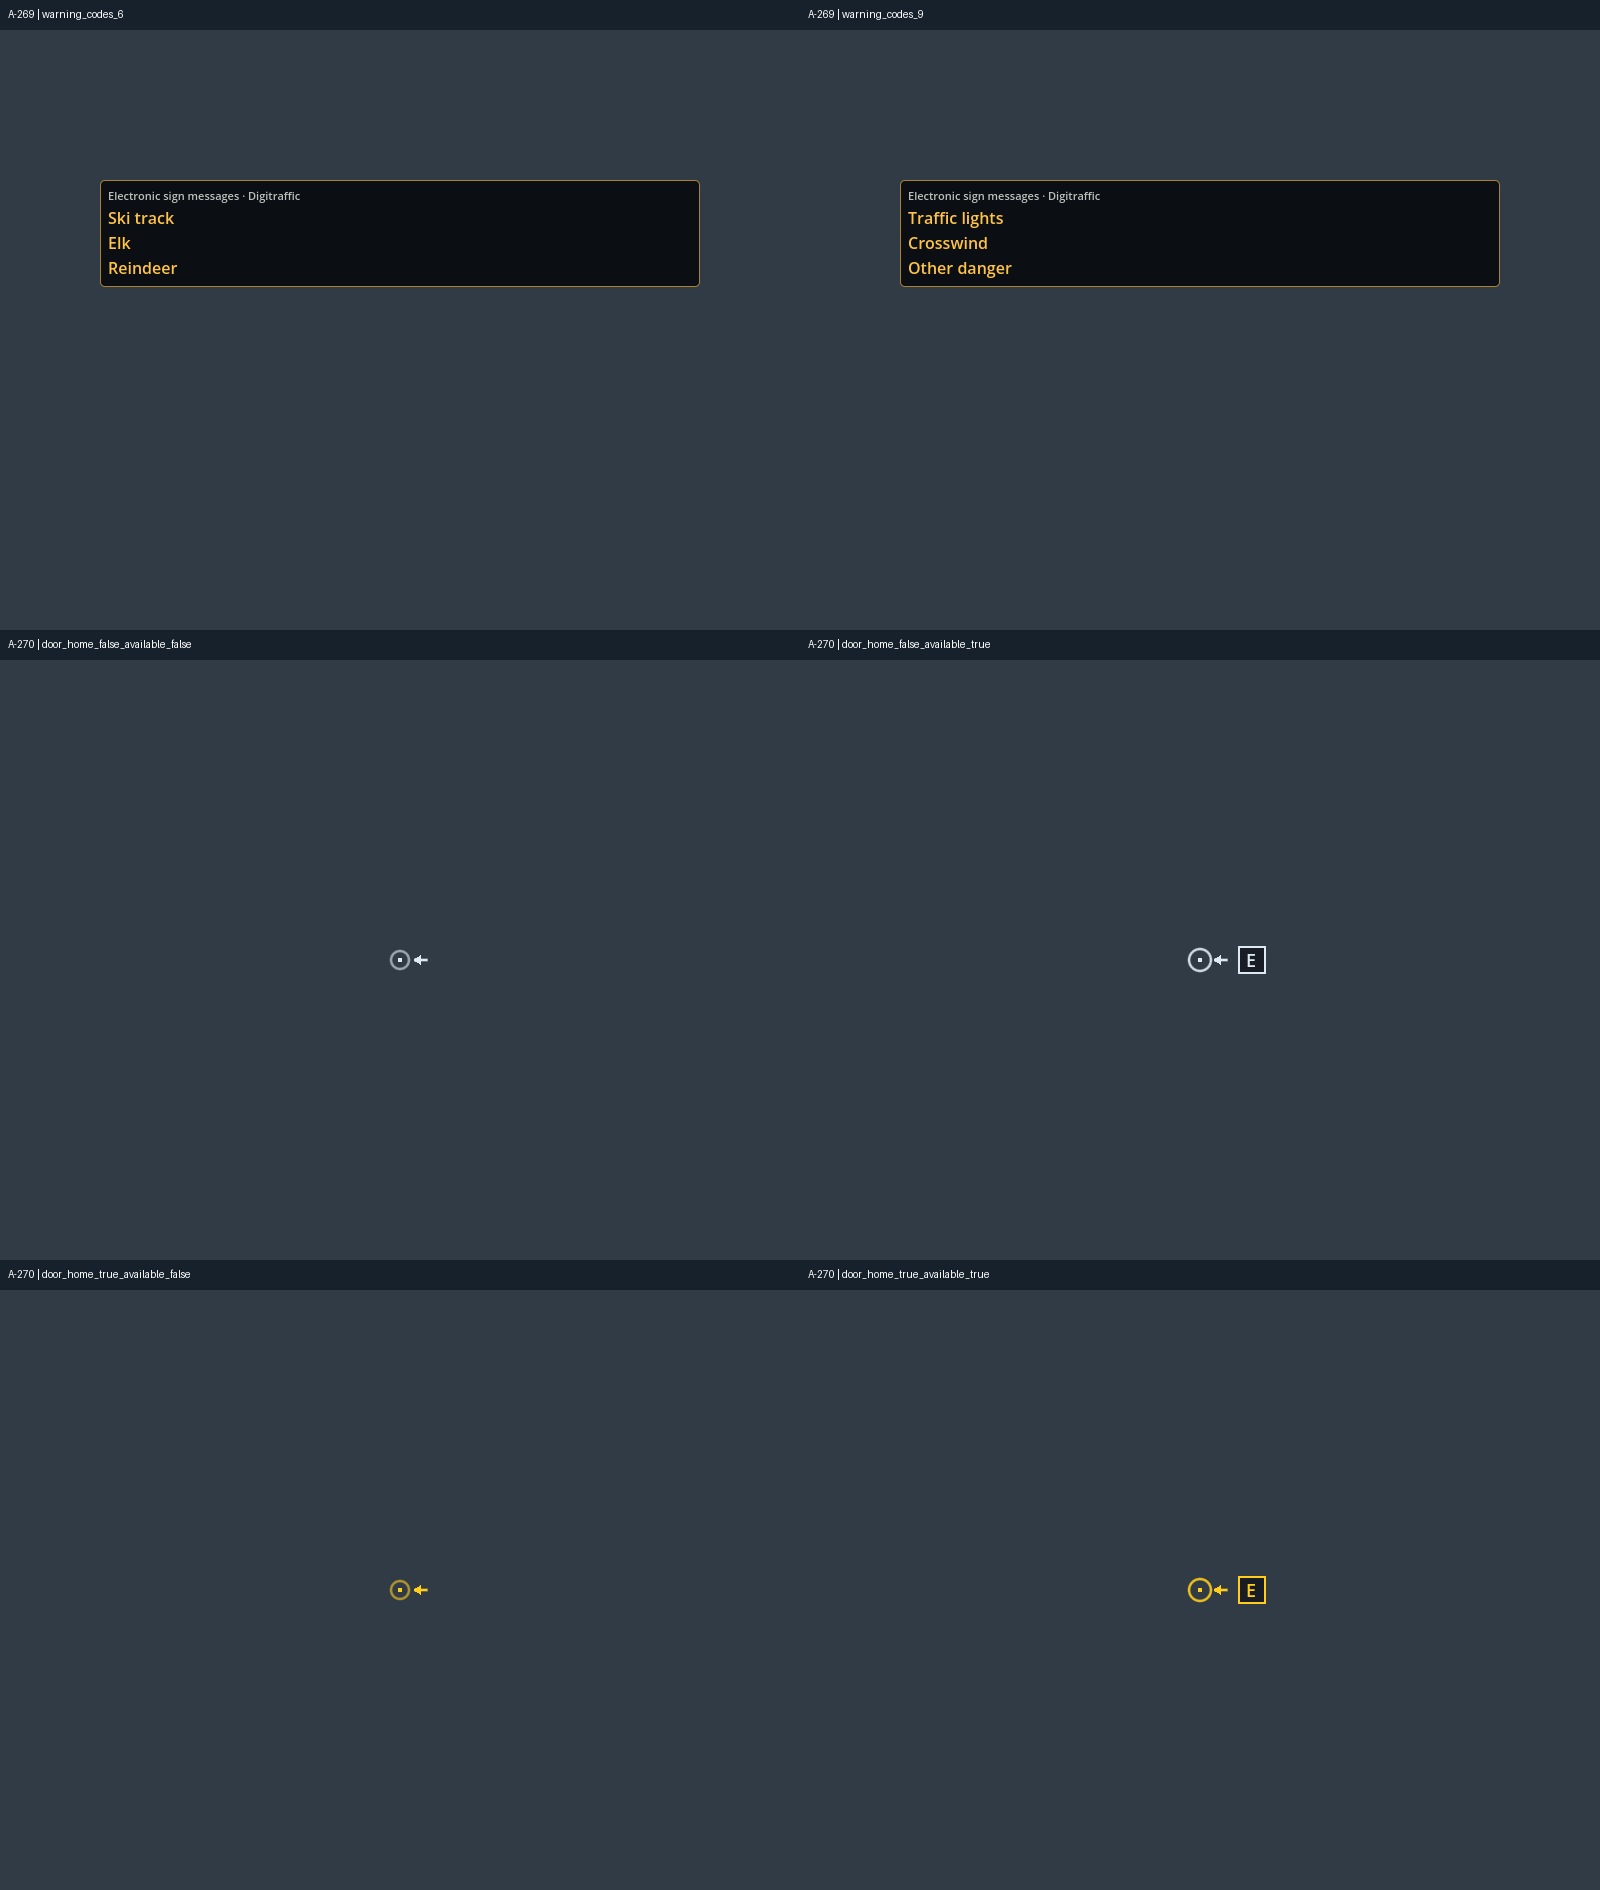 A-269 | warning_codes_6
A-269 | warning_codes_9
Electronic sign messages · Digitraffic
Ski track
Elk
Reindeer
Electronic sign messages · Digitraffic
Traffic lights
Crosswind
Other danger
A-270 | door_home_false_available_false
A-270 | door_home_false_available_true
E
A-270 | door_home_true_available_false
A-270 | door_home_true_available_true
E